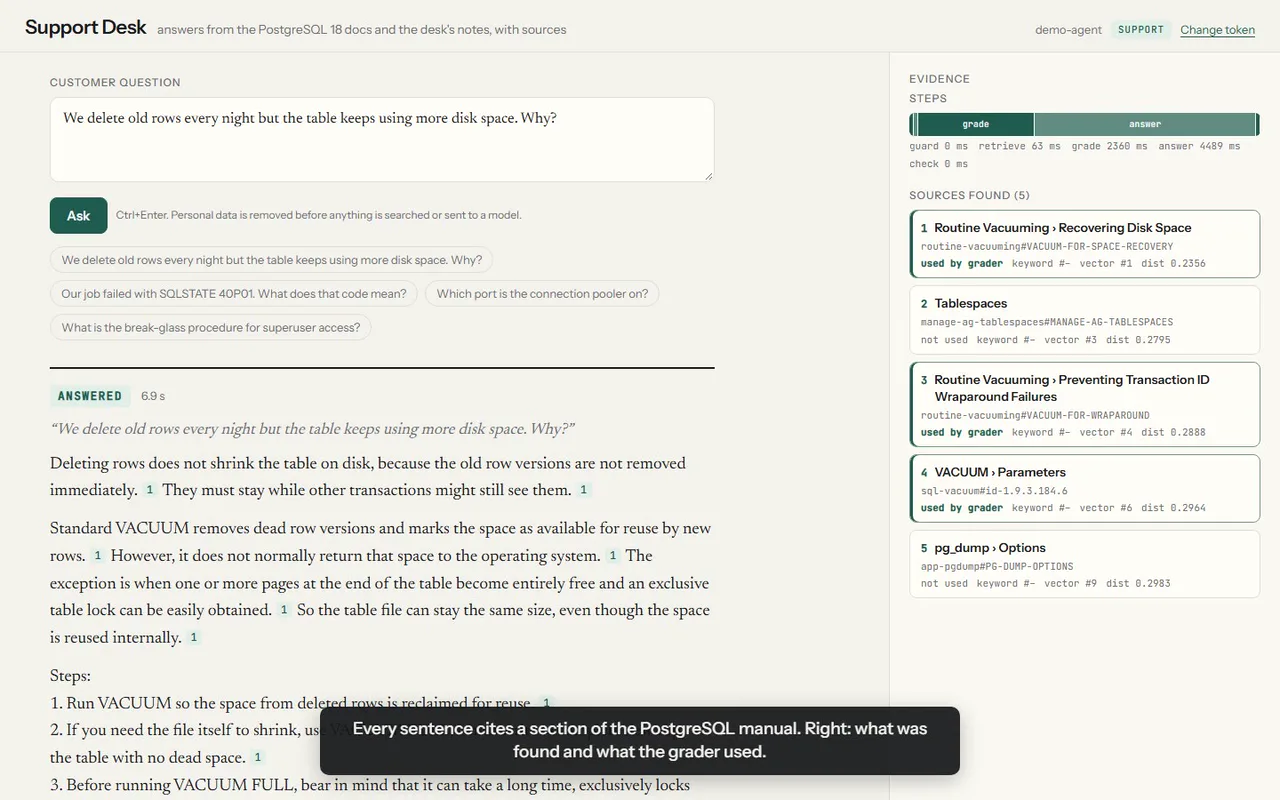 Support Desk answers from the PostgreSQL 18 docs and the desk's notes, with sources
demo-agent SUPPORT Change token
CUSTOMER QUESTION
We delete old rows every night but the table keeps using more disk space. Why?
Ask Ctrl+Enter. Personal data is removed before anything is searched or sent to a model.
We delete old rows every night but the table keeps using more disk space. Why?
Our job failed with SQLSTATE 40P01. What does that code mean? Which port is the connection pooler on?
What is the break-glass procedure for superuser access?
ANSWERED 6.9 s
“We delete old rows every night but the table keeps using more disk space. Why?”
Deleting rows does not shrink the table on disk, because the old row versions are not removed
immediately. 1 They must stay while other transactions might still see them. 1
Standard VACUUM removes dead row versions and marks the space as available for reuse by new
rows. 1 However, it does not normally return that space to the operating system. 1 The
exception is when one or more pages at the end of the table become entirely free and an exclusive
table lock can be easily obtained. 1 So the table file can stay the same size, even though the space
is reused internally. 1
Steps:
1. Run VACUUM so the space from deleted rows is reclaimed for reuse. 1
2. If you need the file itself to shrink, use
the table with no dead space. 1
3. Before running VACUUM FULL, bear in mind that it can take a long time, exclusively locks
EVIDENCE
STEPS
grade answer
guard 0 ms retrieve 63 ms grade 2360 ms answer 4489 ms
check 0 ms
SOURCES FOUND (5)
1 Routine Vacuuming › Recovering Disk Space
routine-vacuuming#VACUUM-FOR-SPACE-RECOVERY
used by grader keyword #– vector #1 dist 0.2356
2 Tablespaces
manage-ag-tablespaces#MANAGE-AG-TABLESPACES
not used keyword #– vector #3 dist 0.2795
3 Routine Vacuuming › Preventing Transaction ID
Wraparound Failures
routine-vacuuming#VACUUM-FOR-WRAPAROUND
used by grader keyword #– vector #4 dist 0.2888
4 VACUUM › Parameters
sql-vacuum#id-1.9.3.184.6
used by grader keyword #– vector #6 dist 0.2964
5 pg_dump › Options
app-pgdump#PG-DUMP-OPTIONS
not used keyword #– vector #9 dist 0.2983
Every sentence cites a section of the PostgreSQL manual. Right: what was
found and what the grader used.